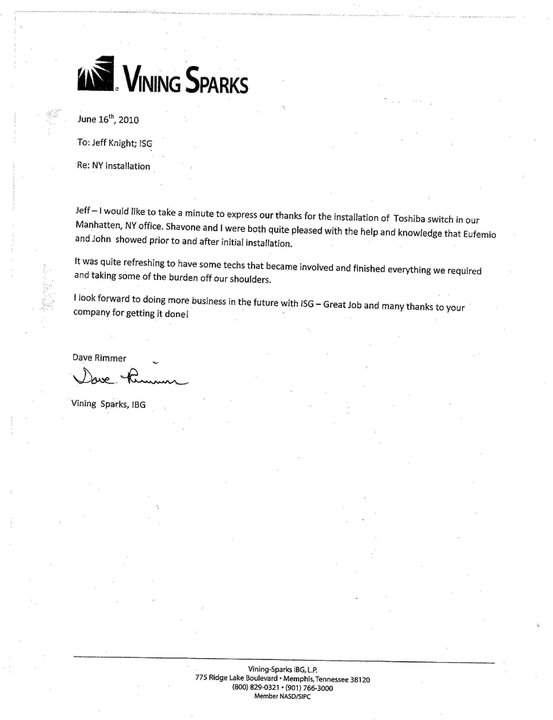 VINING SPARKS
June 16th, 2010
To: Jeff Knight; ISG
Re: NY installation
Jeff – I would like to take a minute to express our thanks for the installation of Toshiba switch in our
Manhatten, NY office. Shavone and I were both quite pleased with the help and knowledge that Eufemio
and John showed prior to and after initial installation.
It was quite refreshing to have some techs that became involved and finished everything we required
and taking some of the burden off our shoulders.
I look forward to doing more business in the future with ISG – Great Job and many thanks to your
company for getting it done!
Dave Rimmer
Dave Rimmer
Vining Sparks, IBG
Vining-Sparks IBG, L.P.
775 Ridge Lake Boulevard • Memphis, Tennessee 38120
(800) 829-0321 • (901) 766-3000
Member NASD/SIPC